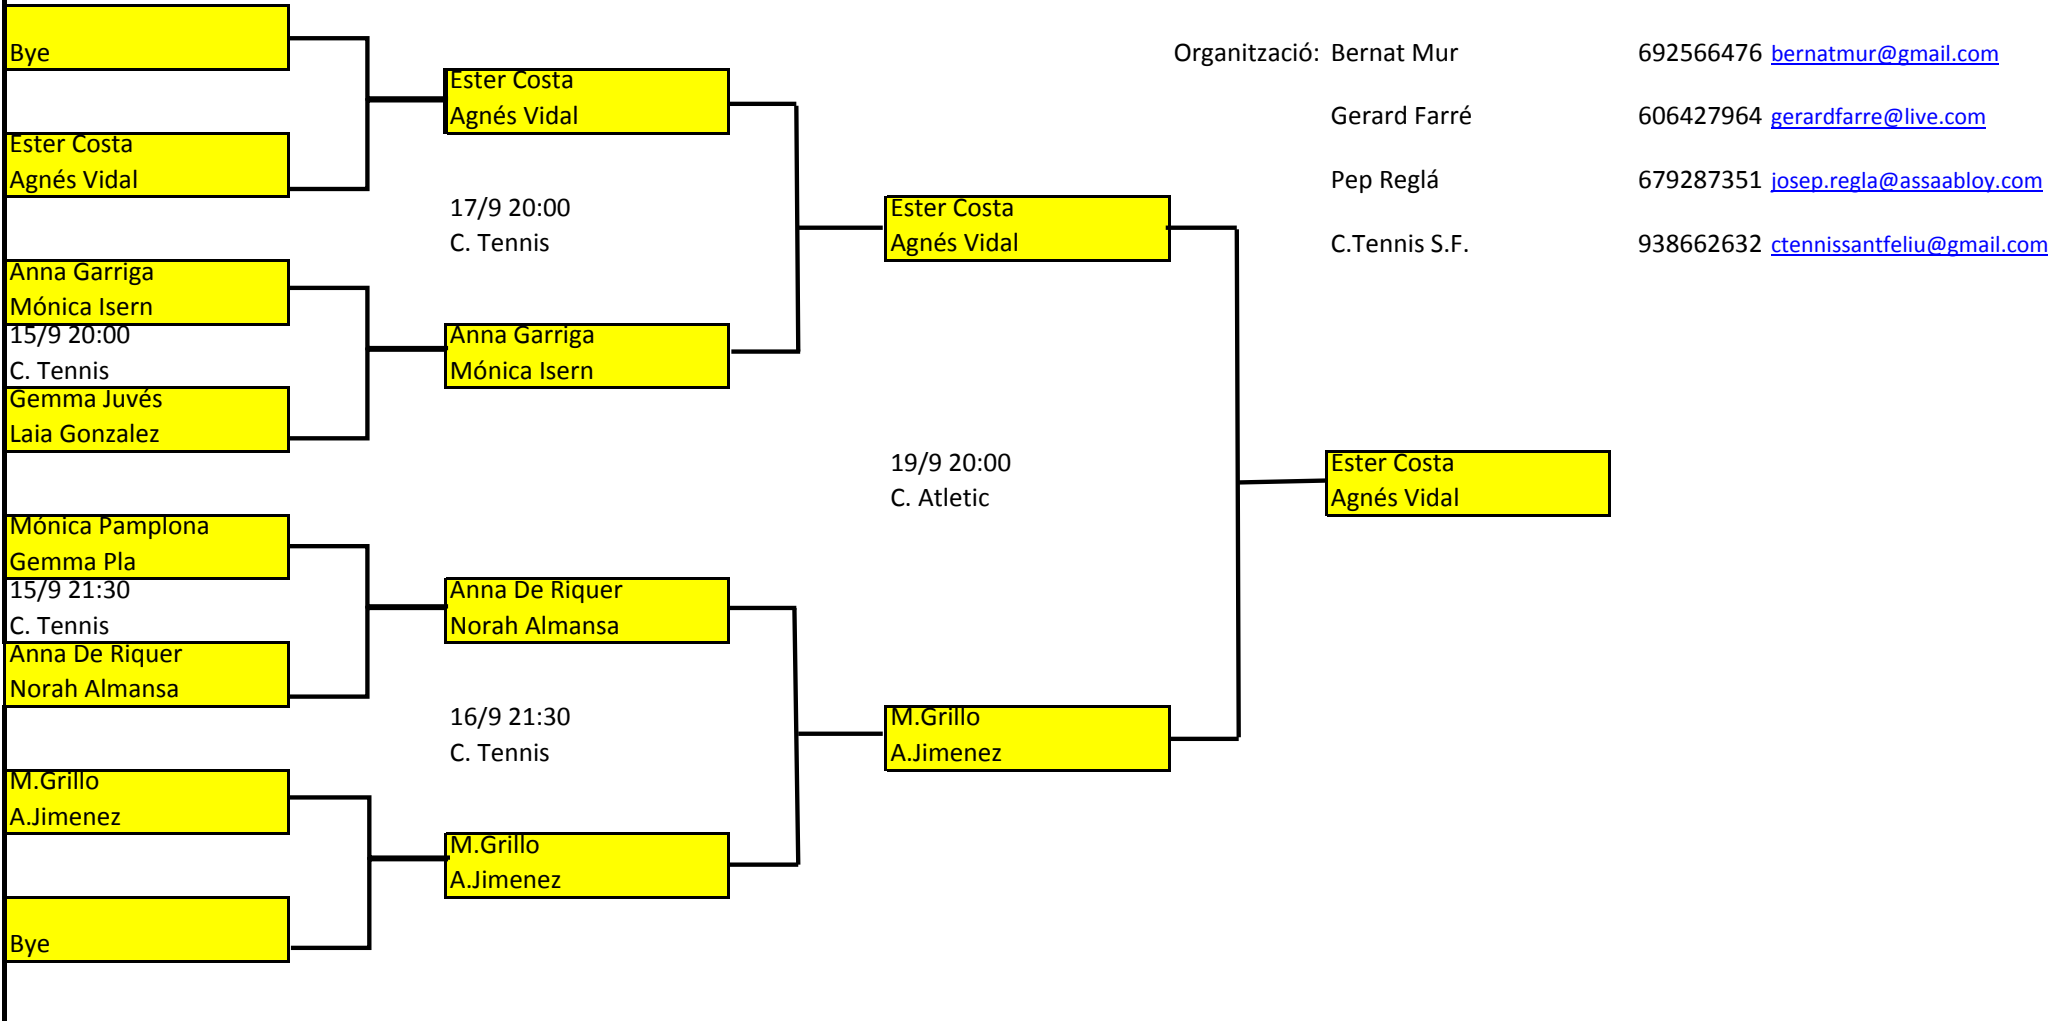 Bye
Organització: Bernat Mur 692566476 bernatmur@gmail.com
Ester Costa
Agnés Vidal
Gerard Farré 606427964 gerardfarre@live.com
Ester Costa
Agnés Vidal
Pep Reglá 679287351 josep.regla@assaabloy.com
17/9 20:00
C. Tennis
Ester Costa
Agnés Vidal
C.Tennis S.F. 938662632 ctennissantfeliu@gmail.com
Anna Garriga
Mónica Isern
15/9 20:00
C. Tennis
Anna Garriga
Mónica Isern
Gemma Juvés
Laia Gonzalez
19/9 20:00
C. Atletic
Ester Costa
Agnés Vidal
Mónica Pamplona
Gemma Pla
15/9 21:30
C. Tennis
Anna De Riquer
Norah Almansa
Anna De Riquer
Norah Almansa
16/9 21:30
C. Tennis
M.Grillo
A.Jimenez
M.Grillo
A.Jimenez
M.Grillo
A.Jimenez
Bye